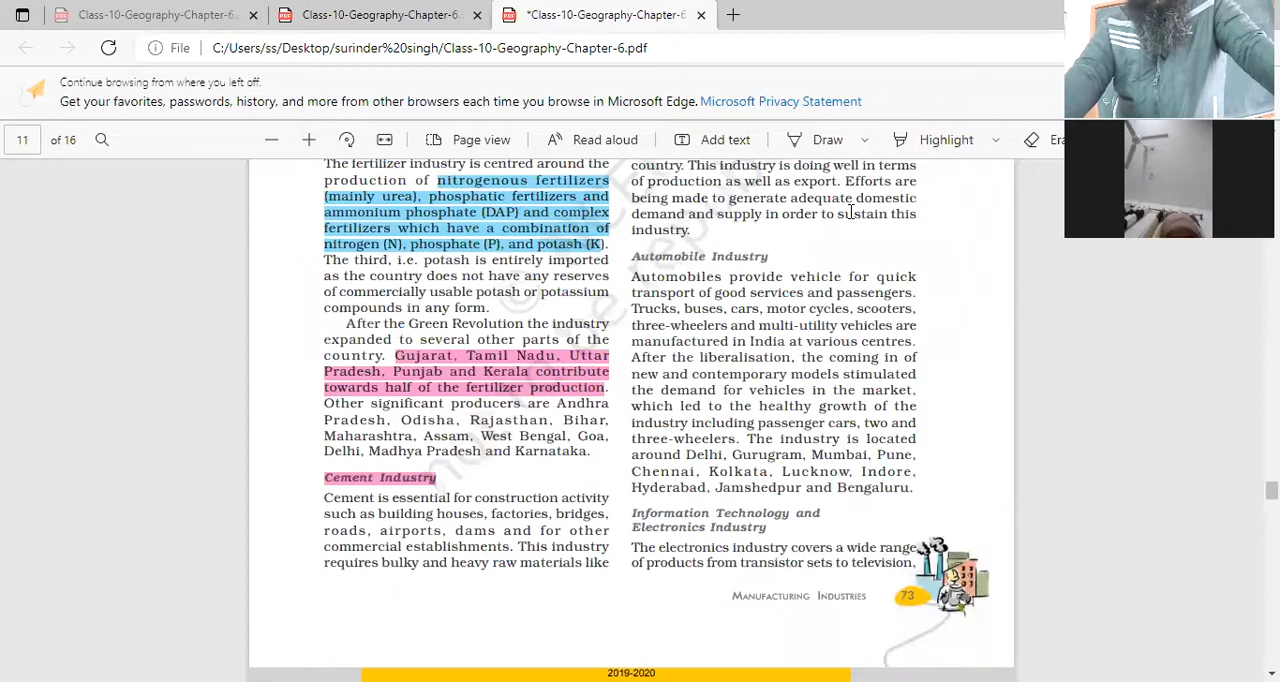 Class-10-Geography-Chapter-6.
Class-10-Geography-Chapter-6.
*Class-10-Geography-Chapter-6
File
C:/Users/ss/Desktop/surinder%20singh/Class-10-Geography-Chapter-6.pdf
Continue browsing from where you left off.
Get your favorites, passwords, history, and more from other browsers each time you browse in Microsoft Edge. Microsoft Privacy Statement
11 of 16
Page view
Read aloud
Add text
Draw
Highlight
Era
The fertilizer industry is centred around the
production of nitrogenous fertilizers
(mainly urea), phosphatic fertilizers and
ammonium phosphate (DAP) and complex
fertilizers which have a combination of
nitrogen (N), phosphate (P), and potash (K).
The third, i.e. potash is entirely imported
as the country does not have any reserves
of commercially usable potash or potassium
compounds in any form.
After the Green Revolution the industry
expanded to several other parts of the
country. Gujarat, Tamil Nadu, Uttar
Pradesh, Punjab and Kerala contribute
towards half of the fertilizer production.
Other significant producers are Andhra
Pradesh, Odisha, Rajasthan, Bihar,
Maharashtra, Assam, West Bengal, Goa,
Delhi, Madhya Pradesh and Karnataka.
Cement Industry
Cement is essential for construction activity
such as building houses, factories, bridges,
roads, airports, dams and for other
commercial establishments. This industry
requires bulky and heavy raw materials like
country. This industry is doing well in terms
of production as well as export. Efforts are
being made to generate adequate domestic
demand and supply in order to sustain this
industry.
Automobile Industry
Automobiles provide vehicle for quick
transport of good services and passengers.
Trucks, buses, cars, motor cycles, scooters,
three-wheelers and multi-utility vehicles are
manufactured in India at various centres.
After the liberalisation, the coming in of
new and contemporary models stimulated
the demand for vehicles in the market,
which led to the healthy growth of the
industry including passenger cars, two and
three-wheelers. The industry is located
around Delhi, Gurugram, Mumbai, Pune,
Chennai, Kolkata, Lucknow, Indore,
Hyderabad, Jamshedpur and Bengaluru.
Information Technology and
Electronics Industry
The electronics industry covers a wide range
of products from transistor sets to television,
Manufacturing Industries 73
2019-2020